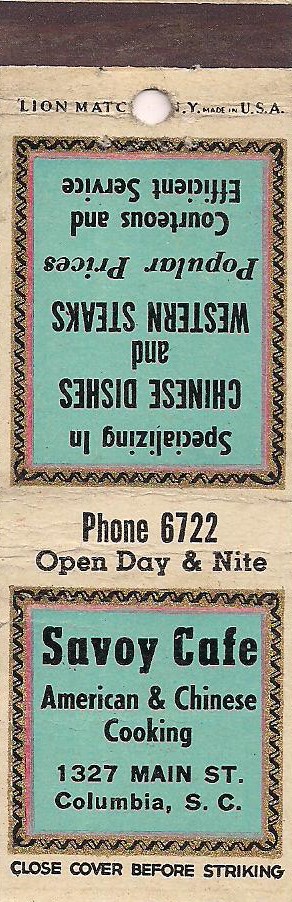 LION MATC N.Y. MADE IN U.S.A.
Specializing In
CHINESE DISHES
and
WESTERN STEAKS
Popular Prices
Courteous and
Efficient Service
Phone 6722
Open Day & Nite
Savoy Cafe
American & Chinese
Cooking
1327 MAIN ST.
Columbia, S. C.
CLOSE COVER BEFORE STRIKING